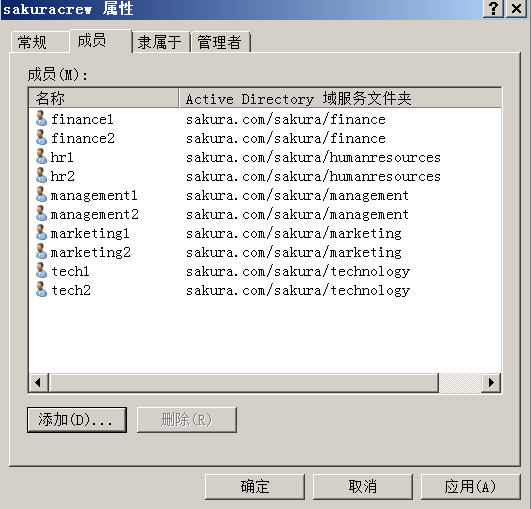 sakuracrew 属性
常规 成员 隶属于 管理者
成员(M):
名称 Active Directory 域服务文件夹
finance1 sakura.com/sakura/finance
finance2 sakura.com/sakura/finance
hr1 sakura.com/sakura/humanresources
hr2 sakura.com/sakura/humanresources
management1 sakura.com/sakura/management
management2 sakura.com/sakura/management
marketing1 sakura.com/sakura/marketing
marketing2 sakura.com/sakura/marketing
tech1 sakura.com/sakura/technology
tech2 sakura.com/sakura/technology
添加(D)... 删除(R)
确定 取消 应用(A)